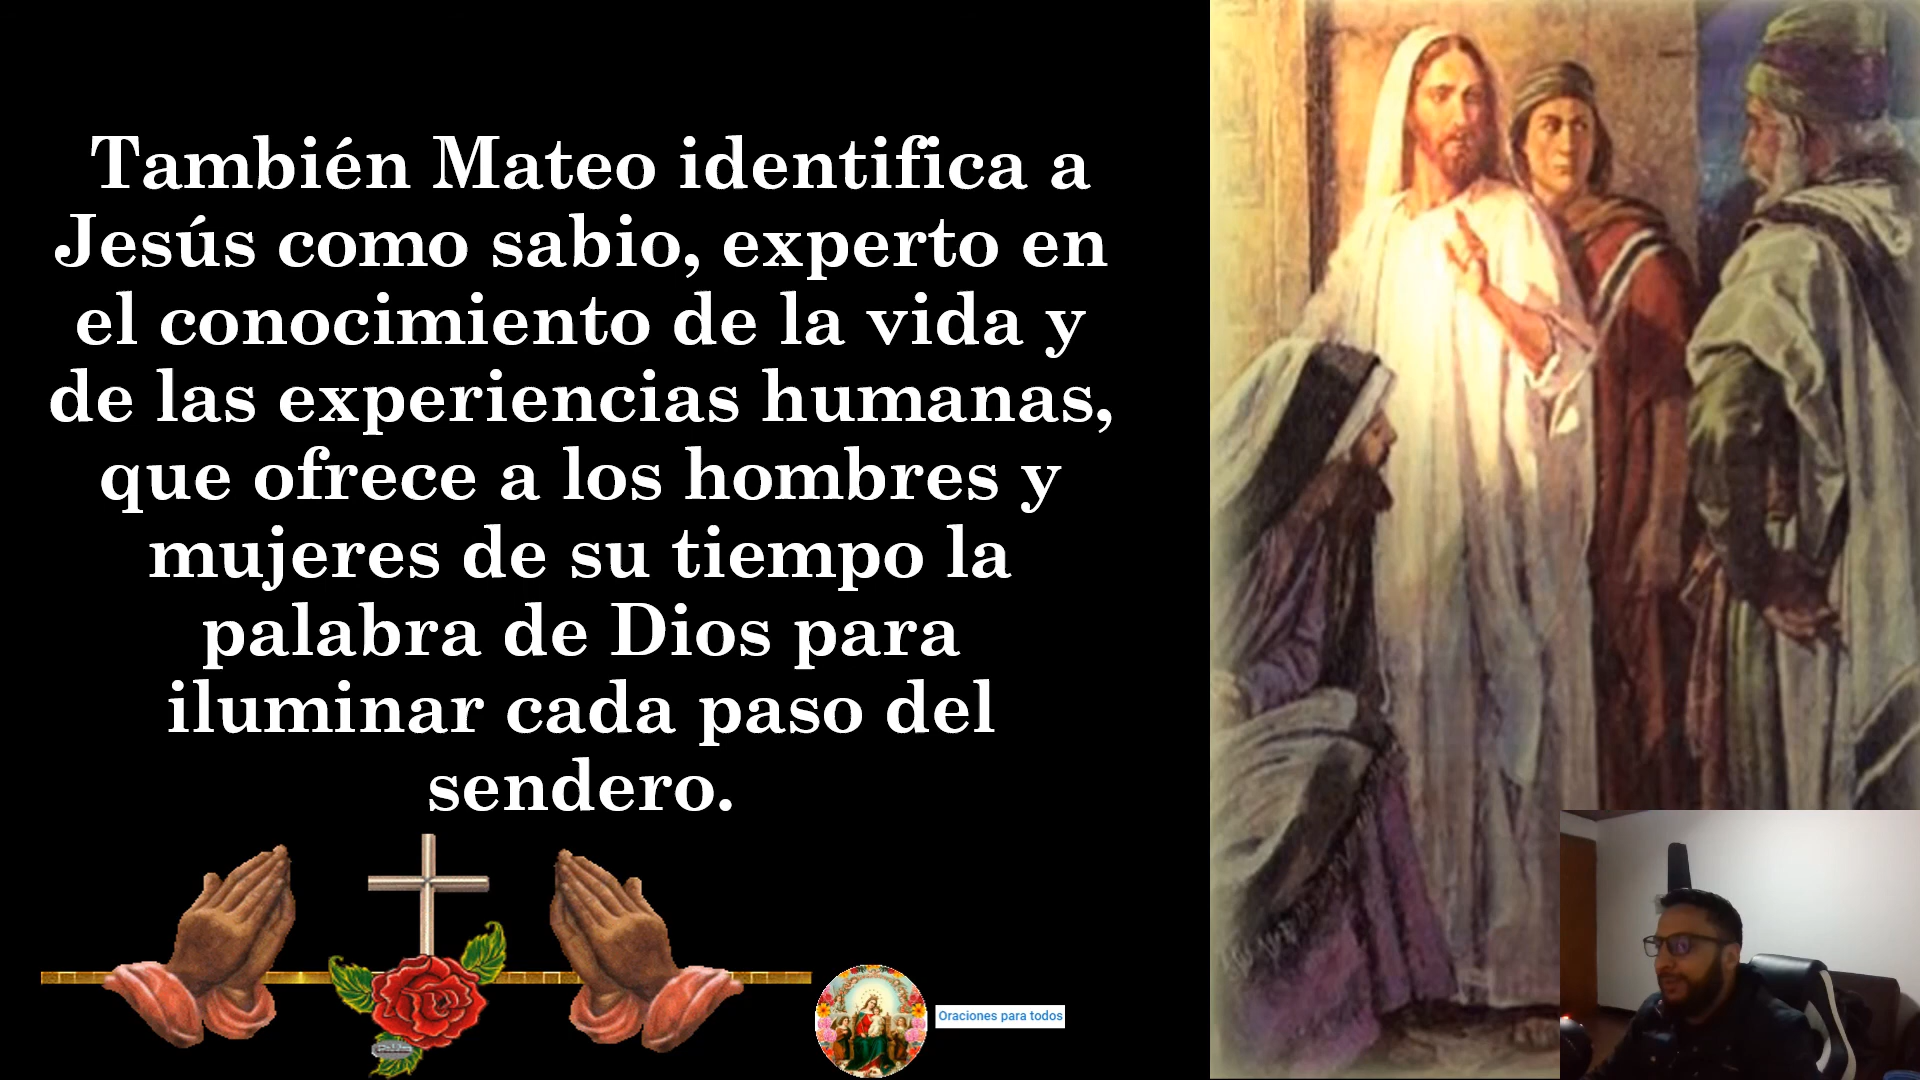 También Mateo identifica a
Jesús como sabio, experto en
el conocimiento de la vida y
de las experiencias humanas,
que ofrece a los hombres y
mujeres de su tiempo la
palabra de Dios para
iluminar cada paso del
sendero.
Oraciones para todos